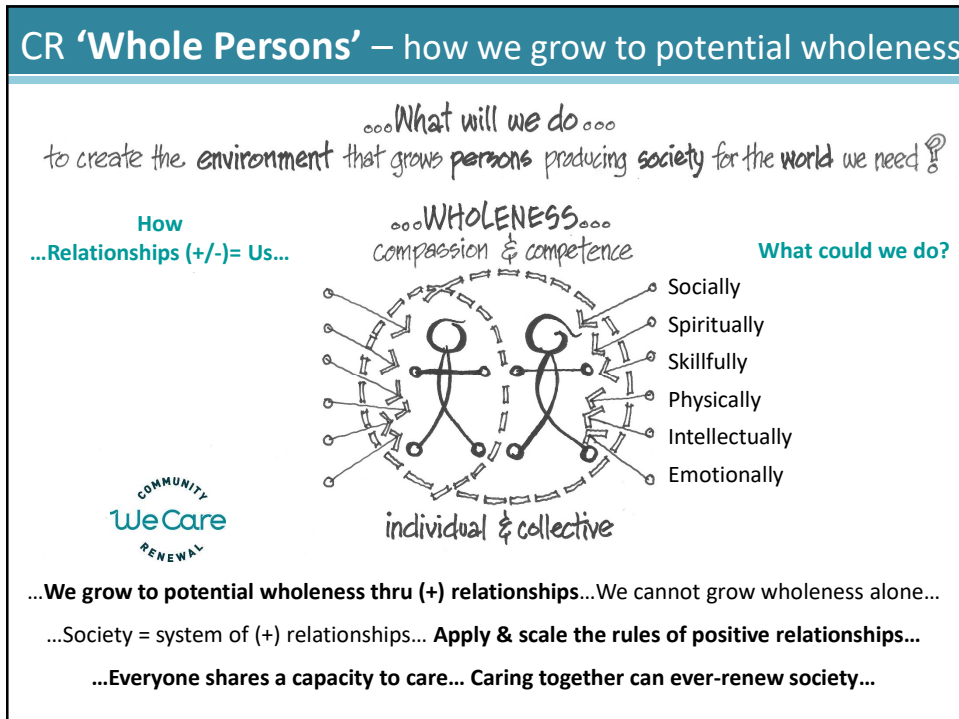 CR 'Whole Persons' – how we grow to potential wholeness
...What will we do...
to create the environment that grows persons producing society for the world we need?
How
...Relationships (+/-)= Us...
...WHOLENESS...
compassion & competence
What could we do?
Socially
Spiritually
Skillfully
Physically
Intellectually
Emotionally
COMMUNITY
We Care
RENEWAL
individual & collective
...We grow to potential wholeness thru (+) relationships...We cannot grow wholeness alone...
...Society = system of (+) relationships... Apply & scale the rules of positive relationships...
...Everyone shares a capacity to care... Caring together can ever-renew society...